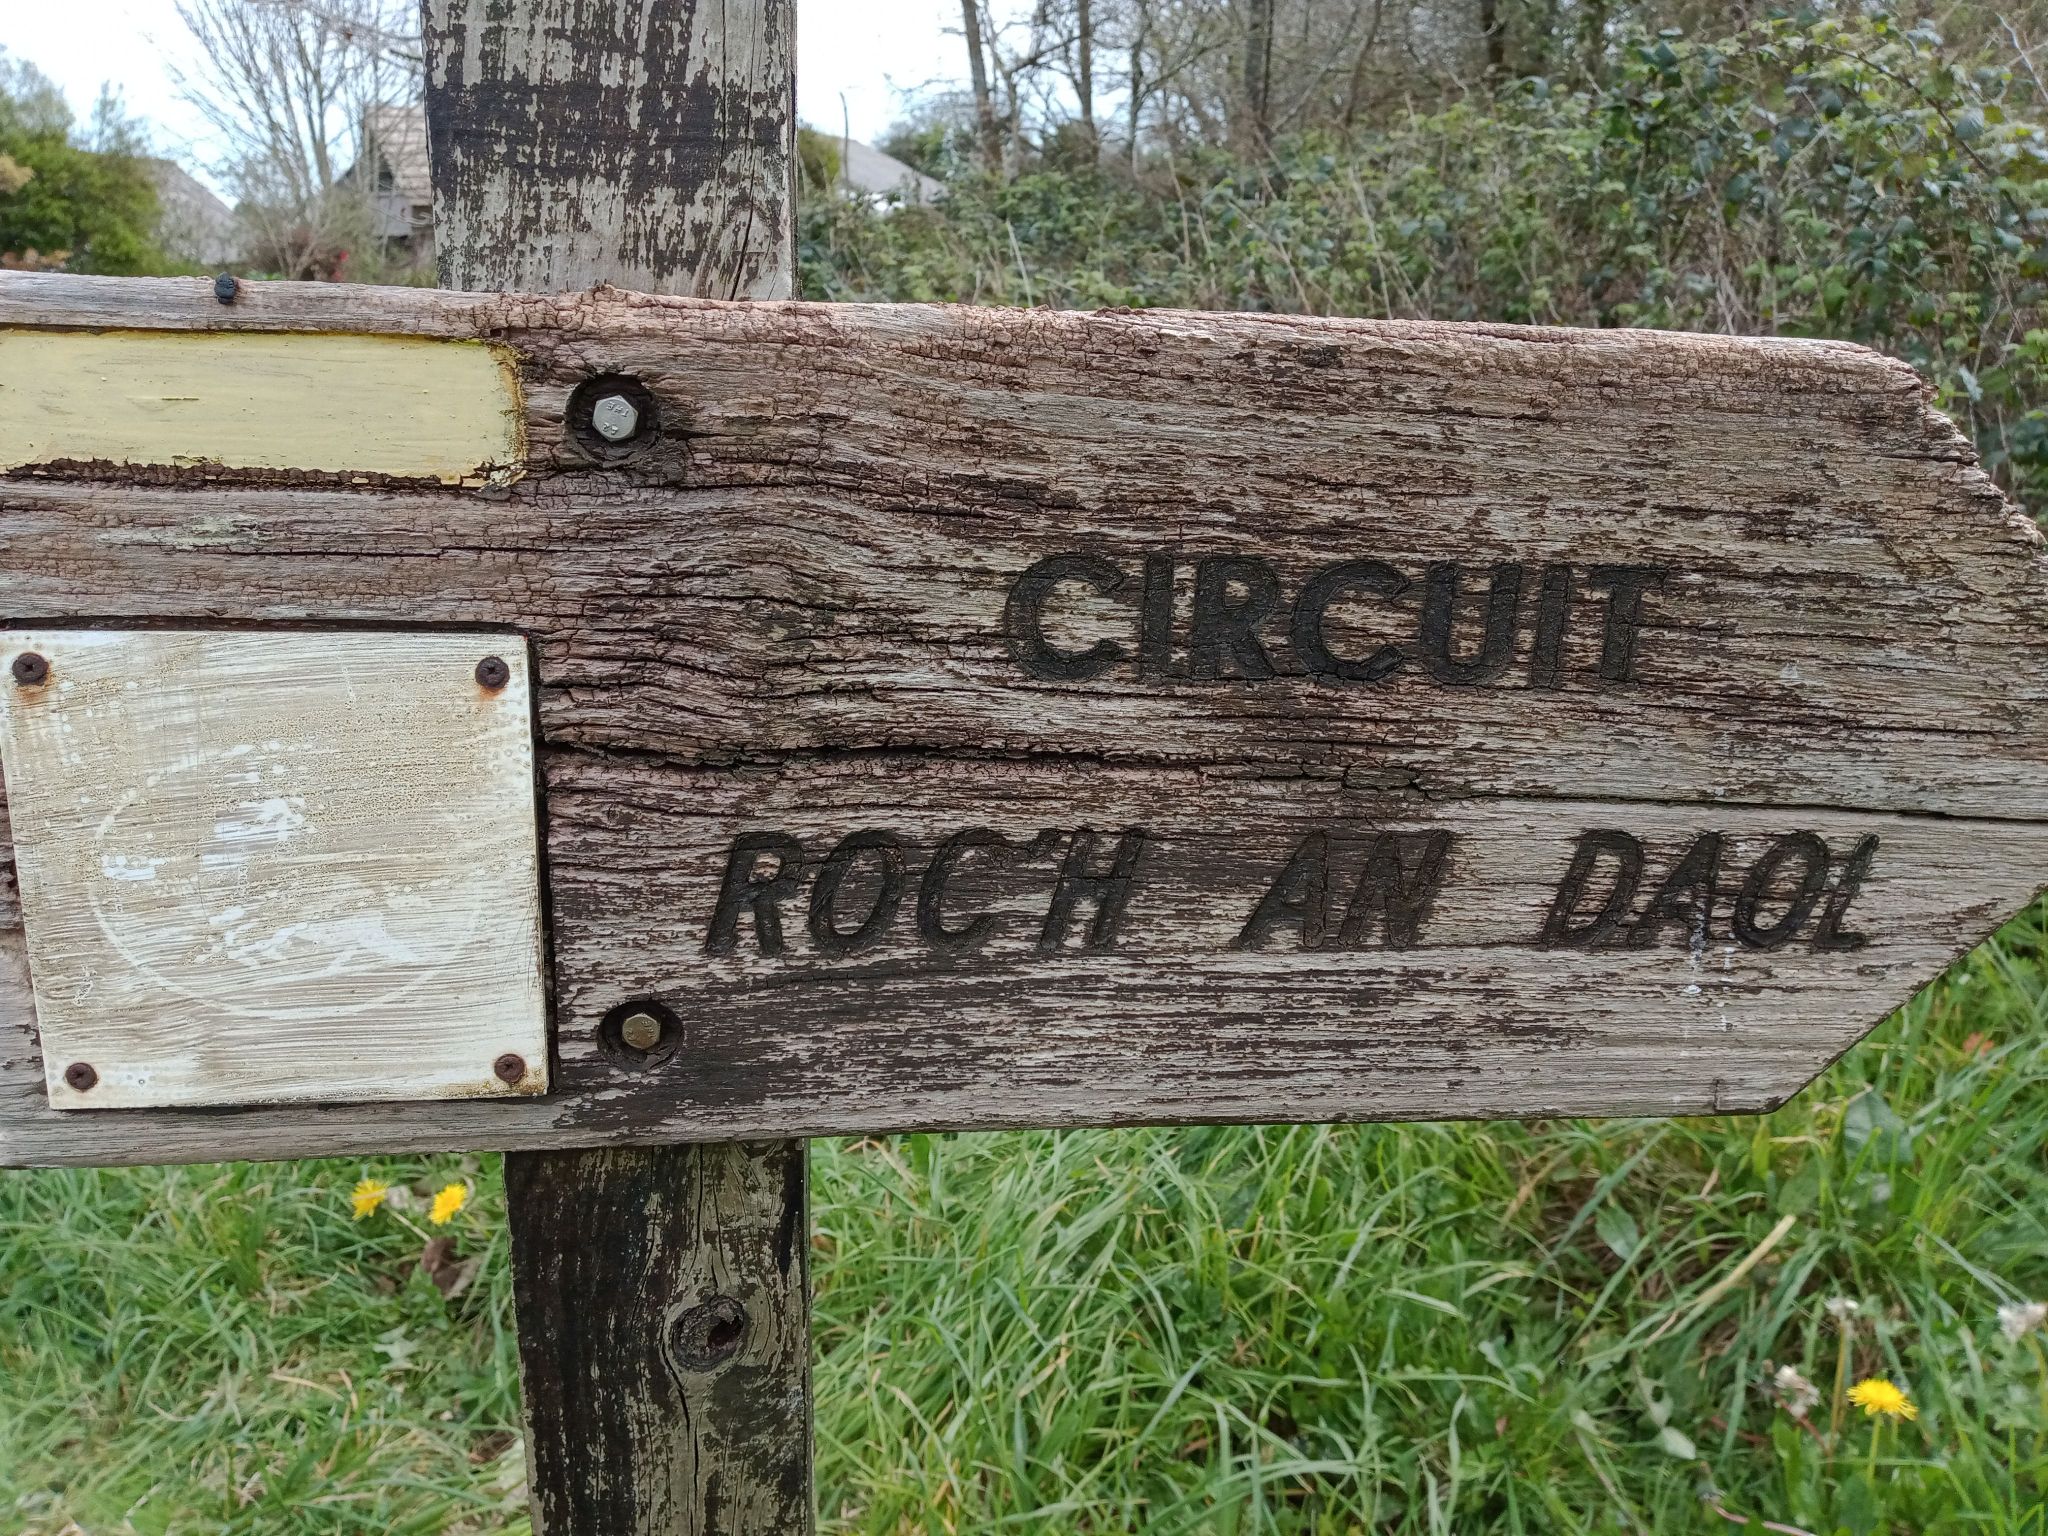 CIRCUIT
ROC'H AN DAOL